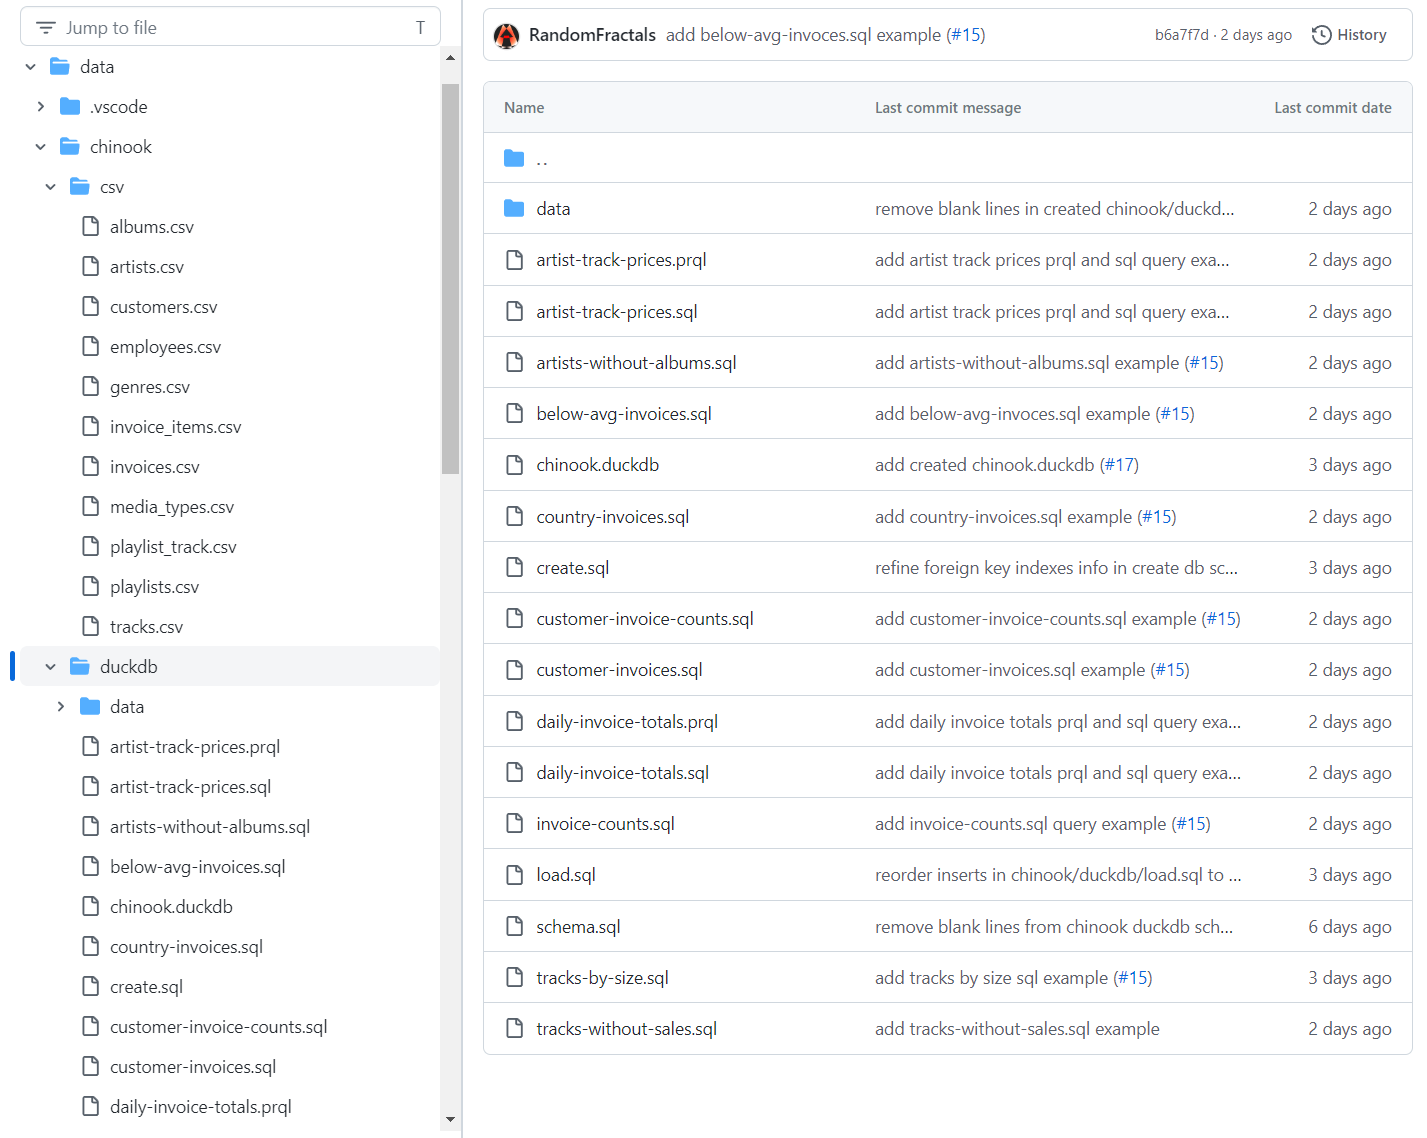 Jump to file T
data
.vscode
chinook
csv
albums.csv
artists.csv
customers.csv
employees.csv
genres.csv
invoice_items.csv
invoices.csv
media_types.csv
playlist_track.csv
playlists.csv
tracks.csv
duckdb
data
artist-track-prices.prql
artist-track-prices.sql
artists-without-albums.sql
below-avg-invoices.sql
chinook.duckdb
country-invoices.sql
create.sql
customer-invoice-counts.sql
customer-invoices.sql
daily-invoice-totals.prql
RandomFractals add below-avg-invoces.sql example (#15) b6a7f7d · 2 days ago History
Name Last commit message Last commit date
..
data remove blank lines in created chinook/duckd... 2 days ago
artist-track-prices.prql add artist track prices prql and sql query exa... 2 days ago
artist-track-prices.sql add artist track prices prql and sql query exa... 2 days ago
artists-without-albums.sql add artists-without-albums.sql example (#15) 2 days ago
below-avg-invoices.sql add below-avg-invoces.sql example (#15) 2 days ago
chinook.duckdb add created chinook.duckdb (#17) 3 days ago
country-invoices.sql add country-invoices.sql example (#15) 2 days ago
create.sql refine foreign key indexes info in create db sc... 3 days ago
customer-invoice-counts.sql add customer-invoice-counts.sql example (#15) 2 days ago
customer-invoices.sql add customer-invoices.sql example (#15) 2 days ago
daily-invoice-totals.prql add daily invoice totals prql and sql query exa... 2 days ago
daily-invoice-totals.sql add daily invoice totals prql and sql query exa... 2 days ago
invoice-counts.sql add invoice-counts.sql query example (#15) 2 days ago
load.sql reorder inserts in chinook/duckdb/load.sql to ... 3 days ago
schema.sql remove blank lines from chinook duckdb sch... 6 days ago
tracks-by-size.sql add tracks by size sql example (#15) 3 days ago
tracks-without-sales.sql add tracks-without-sales.sql example 2 days ago